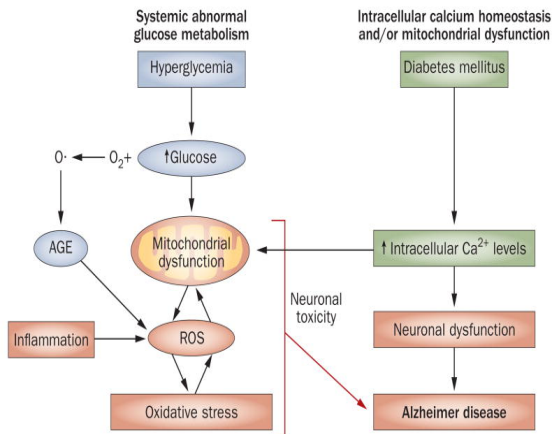 Systemic abnormal
glucose metabolism
Hyperglycemia
O· O₂+ ↑Glucose
AGE
Mitochondrial
dysfunction
Inflammation
ROS
Oxidative stress
Neuronal
toxicity
Intracellular calcium homeostasis
and/or mitochondrial dysfunction
Diabetes mellitus
↑ Intracellular Ca²⁺ levels
Neuronal dysfunction
Alzheimer disease